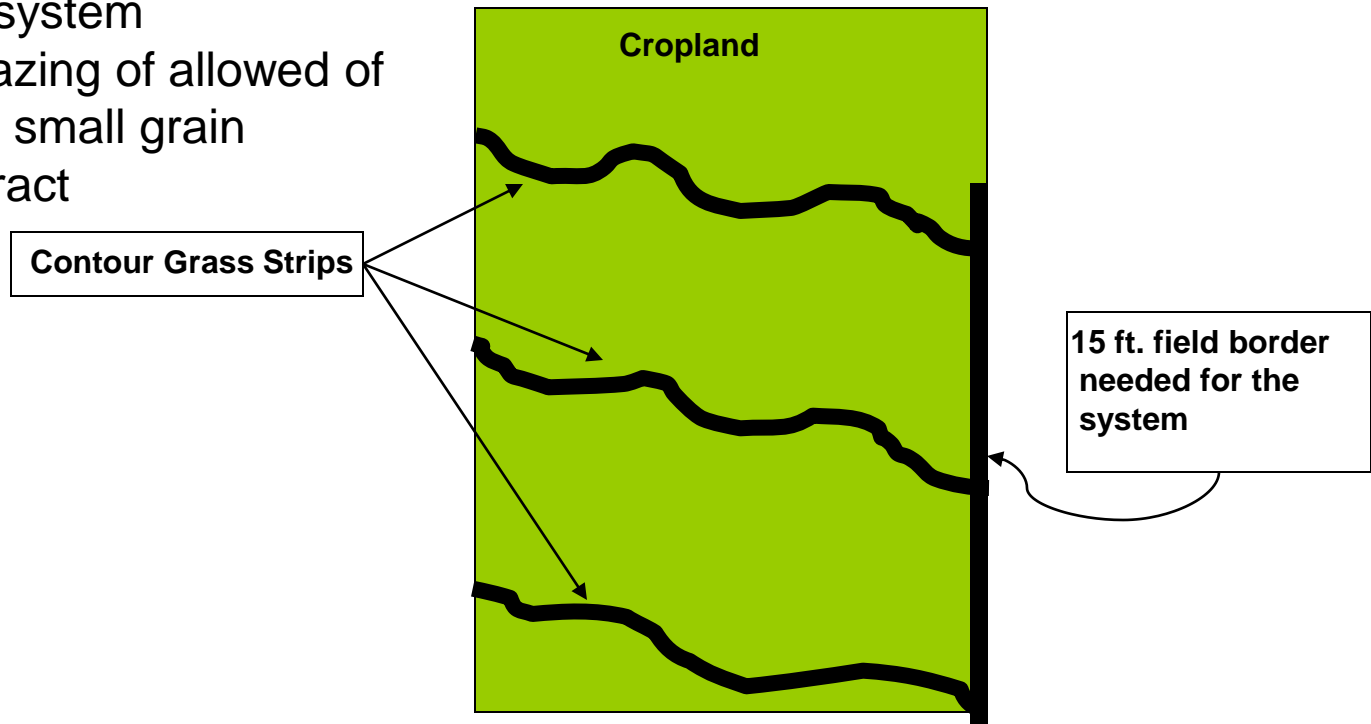 system
azing of allowed of
small grain
ract
Cropland
Contour Grass Strips
15 ft. field border
needed for the
system